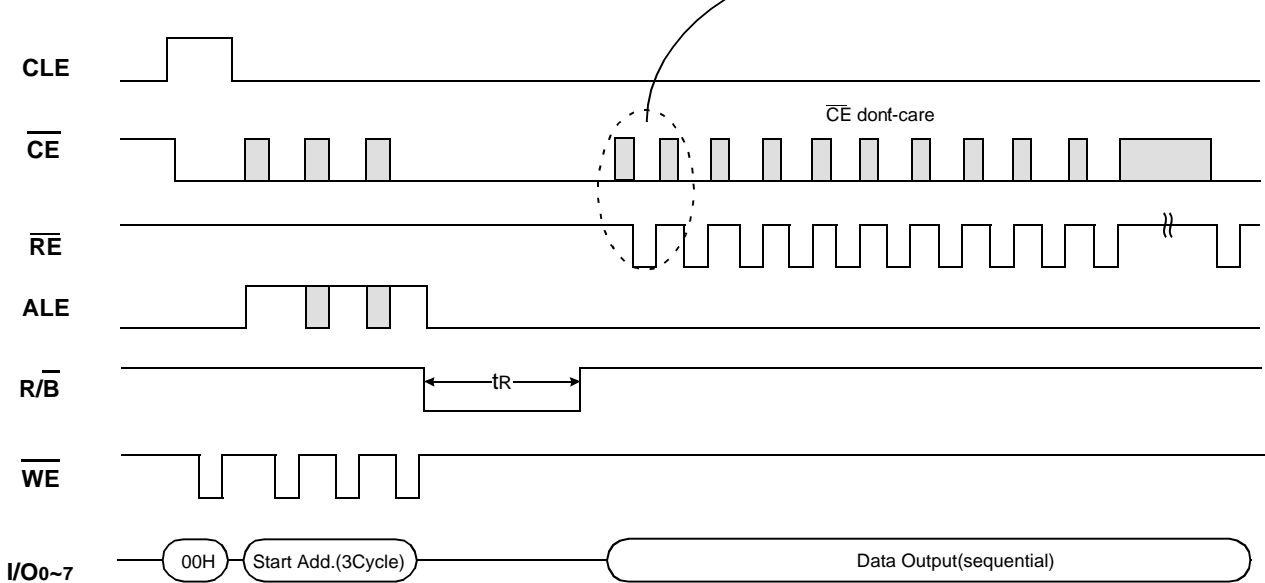 CLE
CE dont-care
CE
RE
ALE
R/B
tR
WE
I/O0~7
00H
Start Add.(3Cycle)
Data Output(sequential)